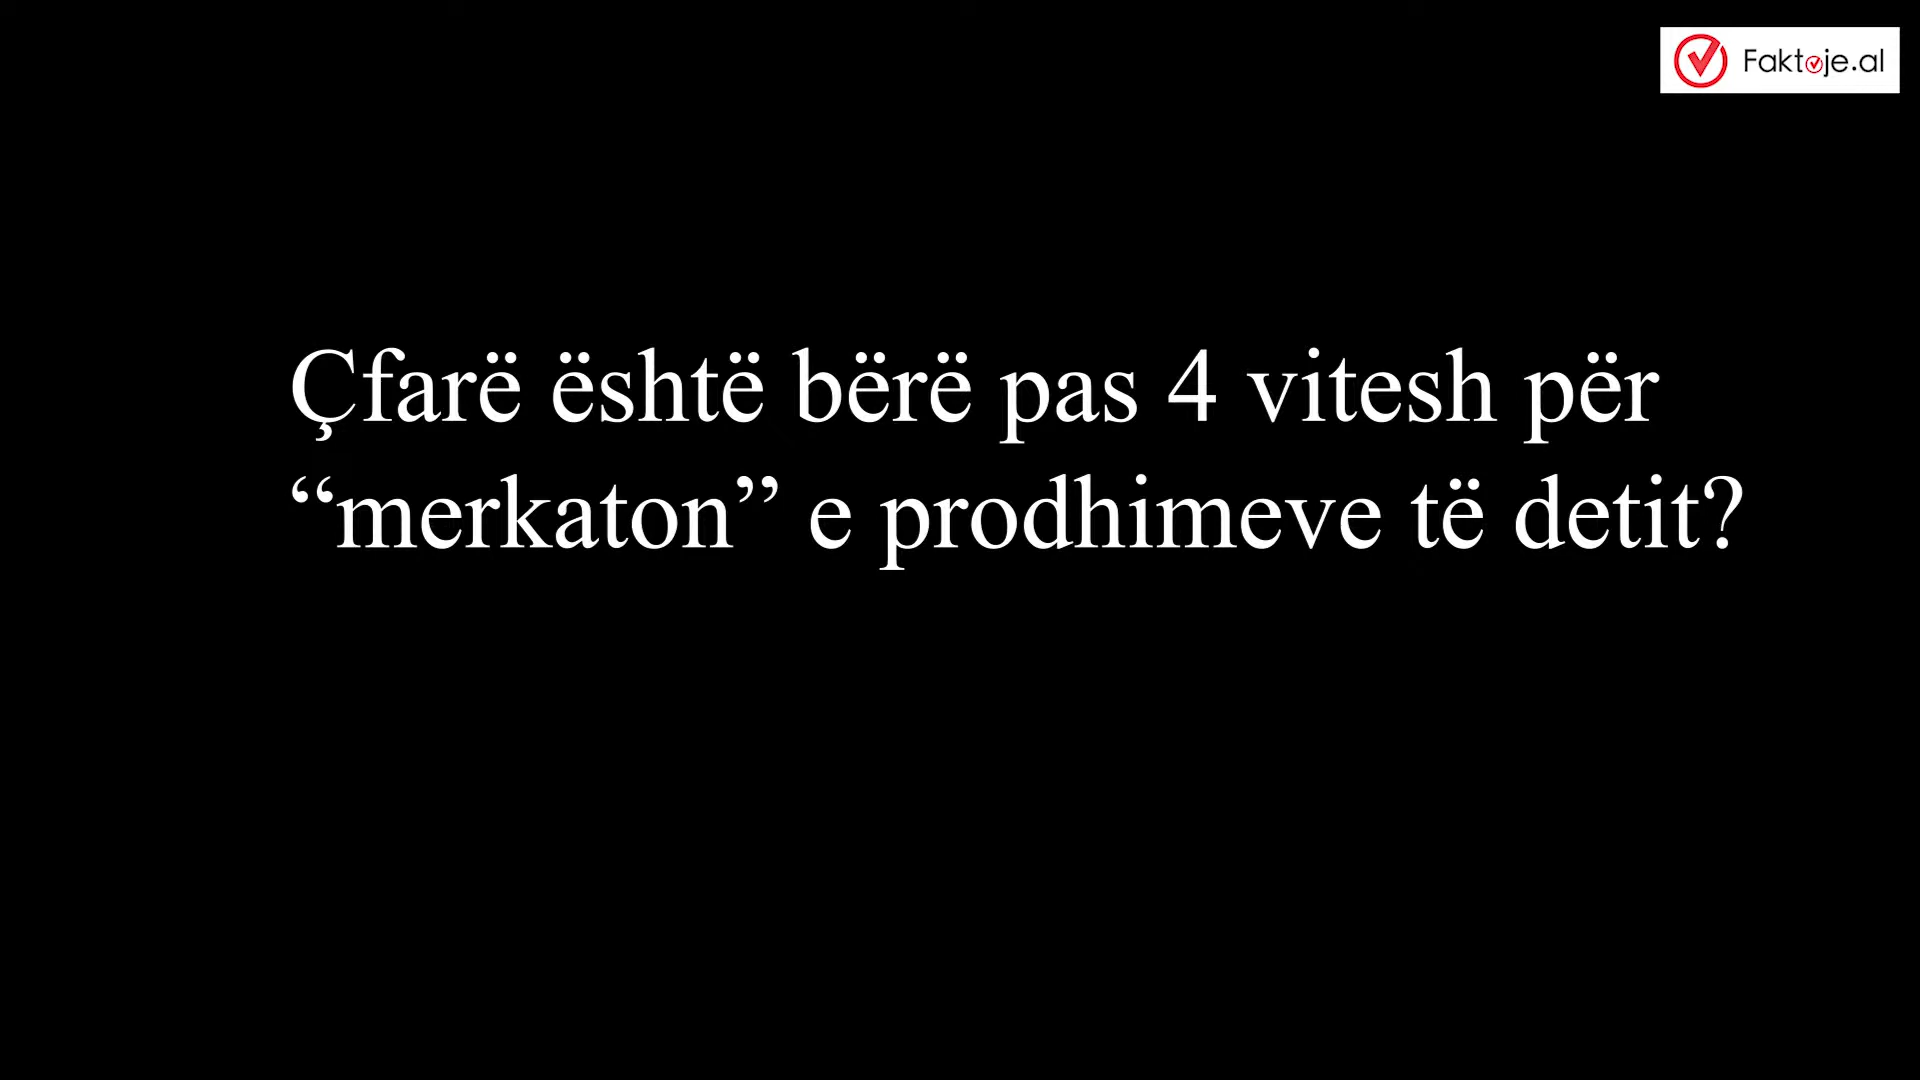 Faktoje.al
Çfarë është bërë pas 4 vitesh për
“merkaton” e prodhimeve të detit?